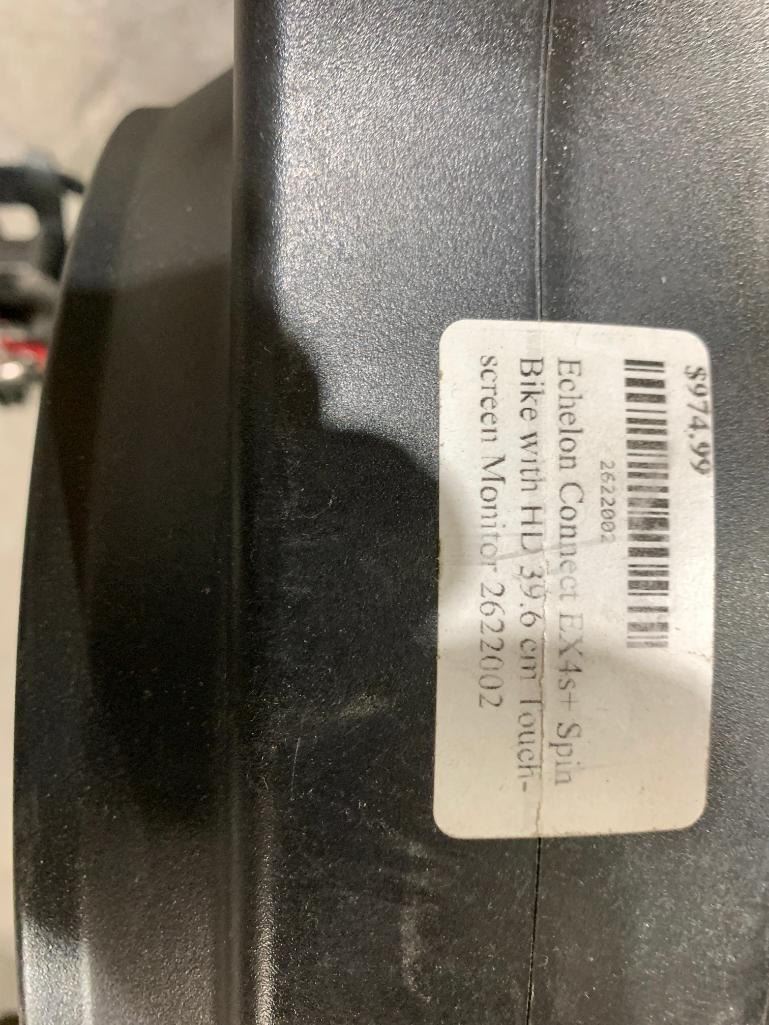 $974.99
2622002
Echelon Connect EX4s+ Spin
Bike with HD 39.6 cm Touch-
screen Monitor 2622002